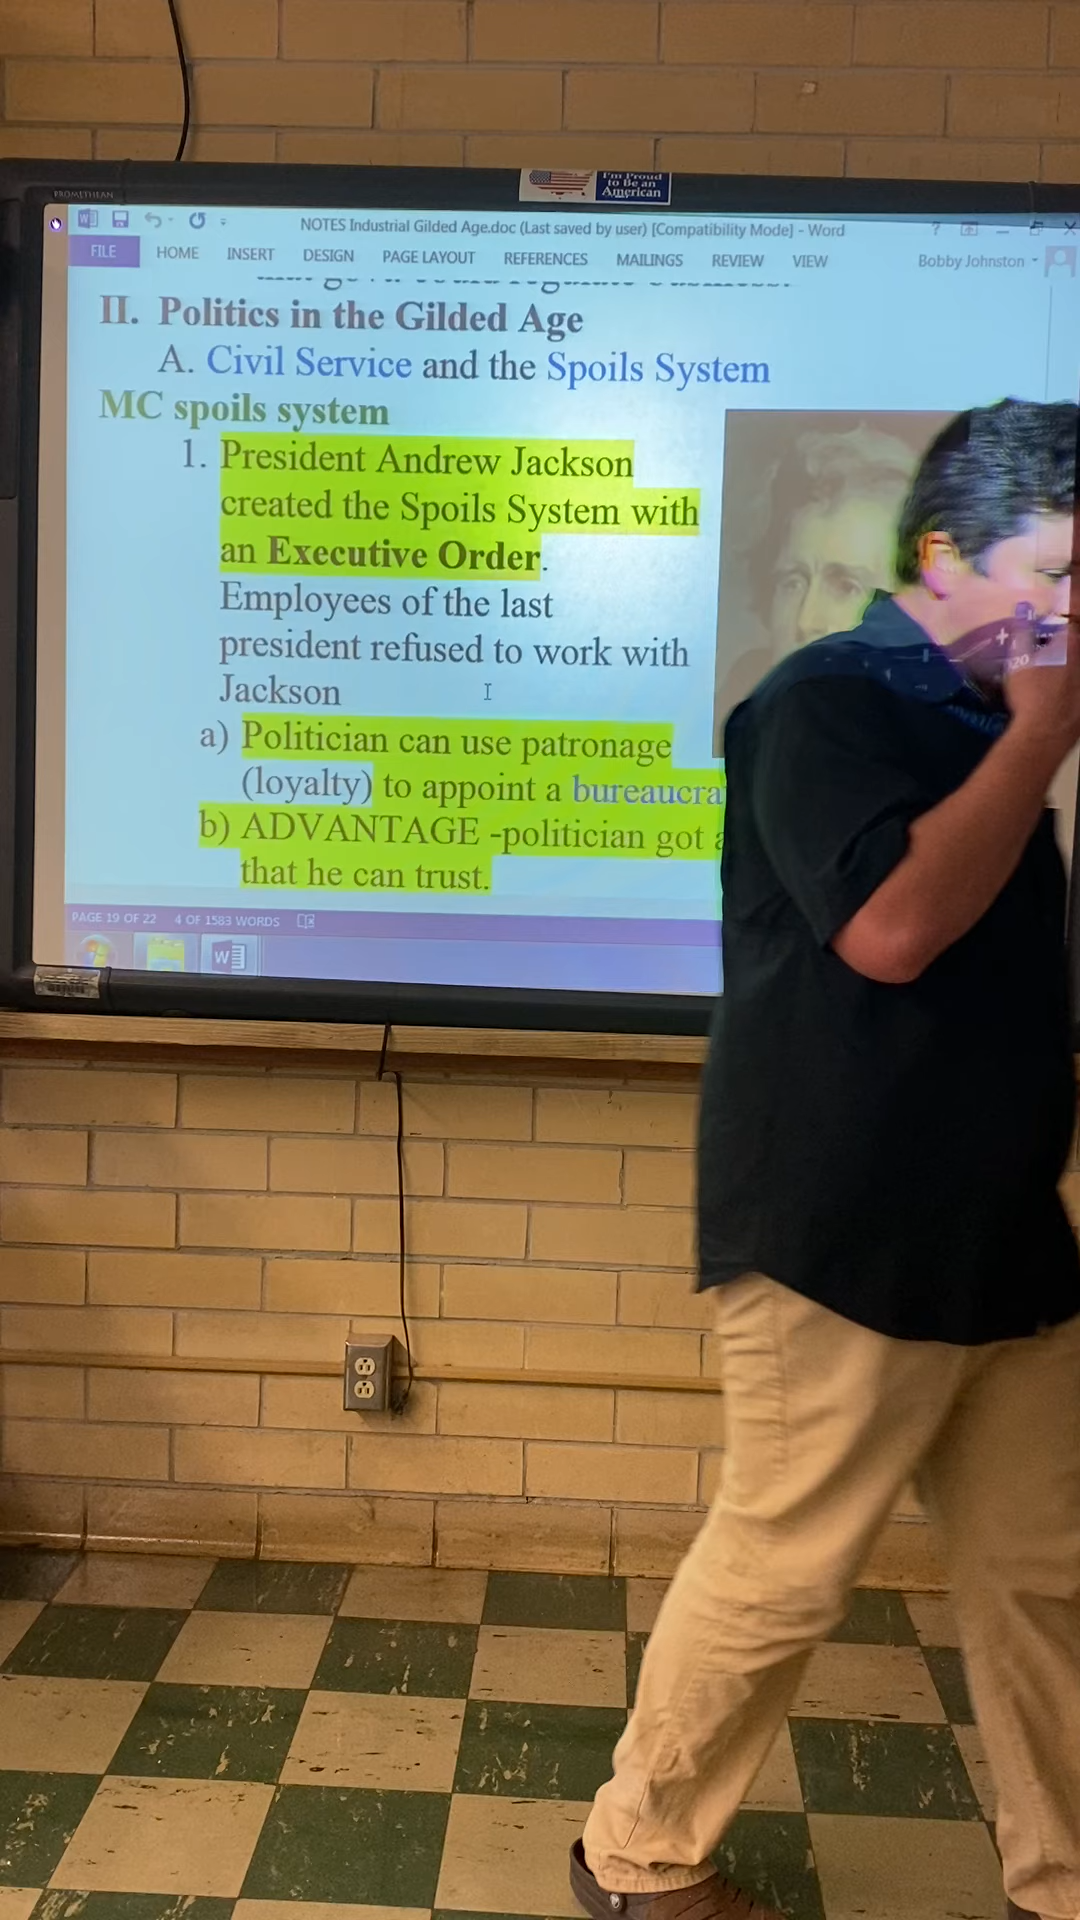 PROMETHEAN
I'm Proud
to Be an
American
NOTES Industrial Gilded Age.doc (Last saved by user) [Compatibility Mode] - Word
FILE HOME INSERT DESIGN PAGE LAYOUT REFERENCES MAILINGS REVIEW VIEW Bobby Johnston
II. Politics in the Gilded Age
A. Civil Service and the Spoils System
MC spoils system
1. President Andrew Jackson
created the Spoils System with
an Executive Order.
Employees of the last
president refused to work with
Jackson
a) Politician can use patronage
(loyalty) to appoint a bureaucra
b) ADVANTAGE -politician got a
that he can trust.
PAGE 19 OF 22 4 OF 1583 WORDS